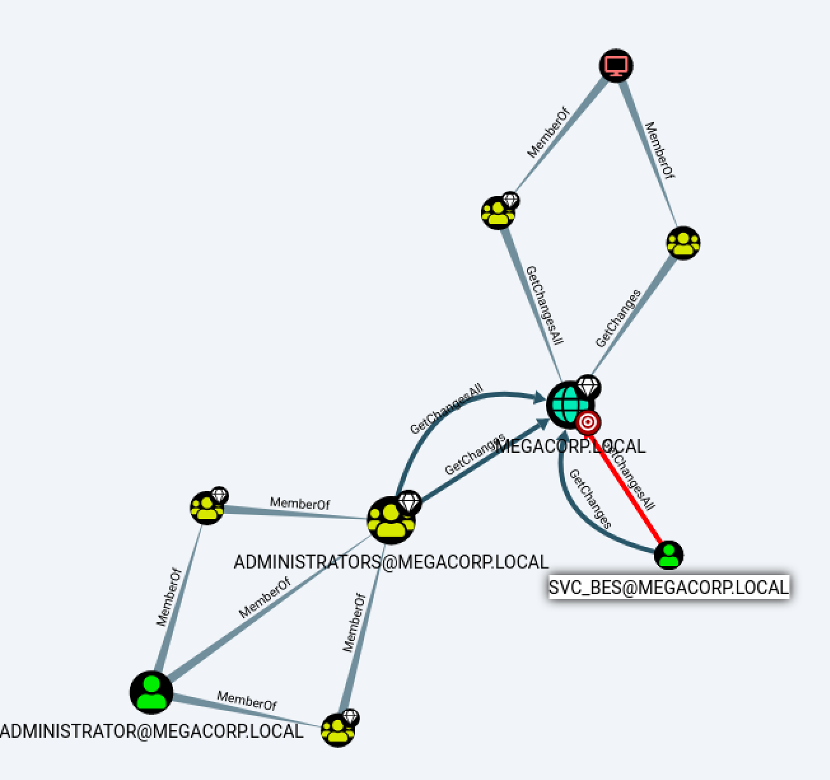 MemberOf
MemberOf
GetChangesAll
GetChanges
GetChangesAll
GetChanges
MEGACORP.LOCAL
GetChangesAll
GetChanges
MemberOf
ADMINISTRATORS@MEGACORP.LOCAL
SVC_BES@MEGACORP.LOCAL
MemberOf
MemberOf
MemberOf
MemberOf
ADMINISTRATOR@MEGACORP.LOCAL